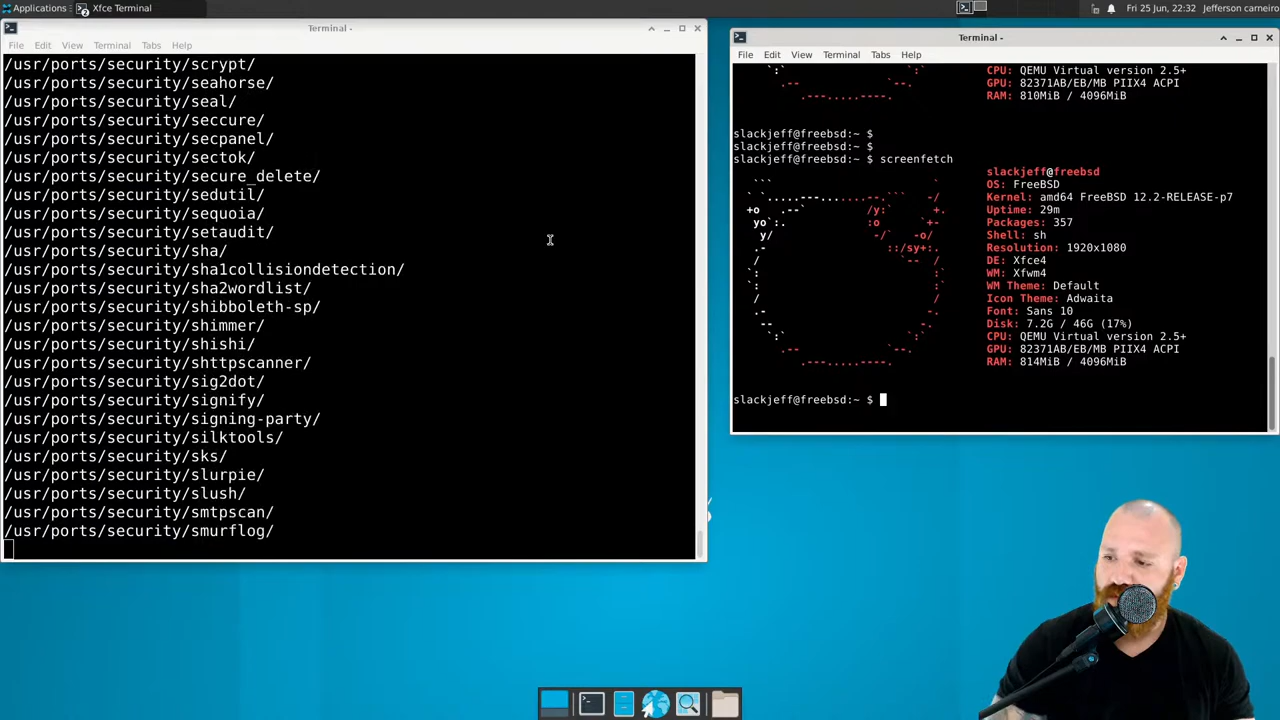 Applications
Xfce Terminal
Fri 25 Jun, 22:32
Jefferson carneiro
Terminal -
File Edit View Terminal Tabs Help
/usr/ports/security/scrypt/
/usr/ports/security/seahorse/
/usr/ports/security/seal/
/usr/ports/security/seccure/
/usr/ports/security/secpanel/
/usr/ports/security/sectok/
/usr/ports/security/secure_delete/
/usr/ports/security/sedutil/
/usr/ports/security/sequoia/
/usr/ports/security/setaudit/
/usr/ports/security/sha/
/usr/ports/security/sha1collisiondetection/
/usr/ports/security/sha2wordlist/
/usr/ports/security/shibboleth-sp/
/usr/ports/security/shimmer/
/usr/ports/security/shishi/
/usr/ports/security/shttpscanner/
/usr/ports/security/sig2dot/
/usr/ports/security/signify/
/usr/ports/security/signing-party/
/usr/ports/security/silktools/
/usr/ports/security/sks/
/usr/ports/security/slurpie/
/usr/ports/security/slush/
/usr/ports/security/smtpscan/
/usr/ports/security/smurflog/
Terminal -
File Edit View Terminal Tabs Help
CPU: QEMU Virtual version 2.5+
GPU: 82371AB/EB/MB PIIX4 ACPI
RAM: 810MiB / 4096MiB
slackjeff@freebsd:~ $
slackjeff@freebsd:~ $
slackjeff@freebsd:~ $ screenfetch
slackjeff@freebsd
OS: FreeBSD
Kernel: amd64 FreeBSD 12.2-RELEASE-p7
Uptime: 29m
Packages: 357
Shell: sh
Resolution: 1920x1080
DE: Xfce4
WM: Xfwm4
WM Theme: Default
Icon Theme: Adwaita
Font: Sans 10
Disk: 7.2G / 46G (17%)
CPU: QEMU Virtual version 2.5+
GPU: 82371AB/EB/MB PIIX4 ACPI
RAM: 814MiB / 4096MiB
slackjeff@freebsd:~ $